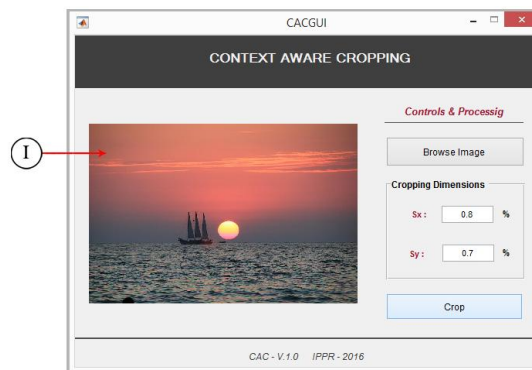 CACGUI
CONTEXT AWARE CROPPING
I
Controls & Processig
Browse Image
Cropping Dimensions
Sx : 0.8 %
Sy : 0.7 %
Crop
CAC - V.1.0 IPPR - 2016